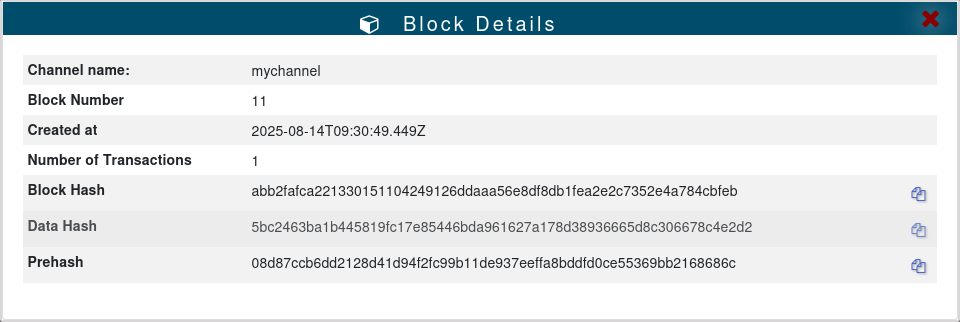 Block Details
Channel name: mychannel
Block Number 11
Created at 2025-08-14T09:30:49.449Z
Number of Transactions 1
Block Hash abb2fafca221330151104249126ddaaa56e8df8db1fea2e2c7352e4a784cbfeb
Data Hash 5bc2463ba1b445819fc17e85446bda961627a178d38936665d8c306678c4e2d2
Prehash 08d87ccb6dd2128d41d94f2fc99b11de937eeffa8bddfd0ce55369bb2168686c